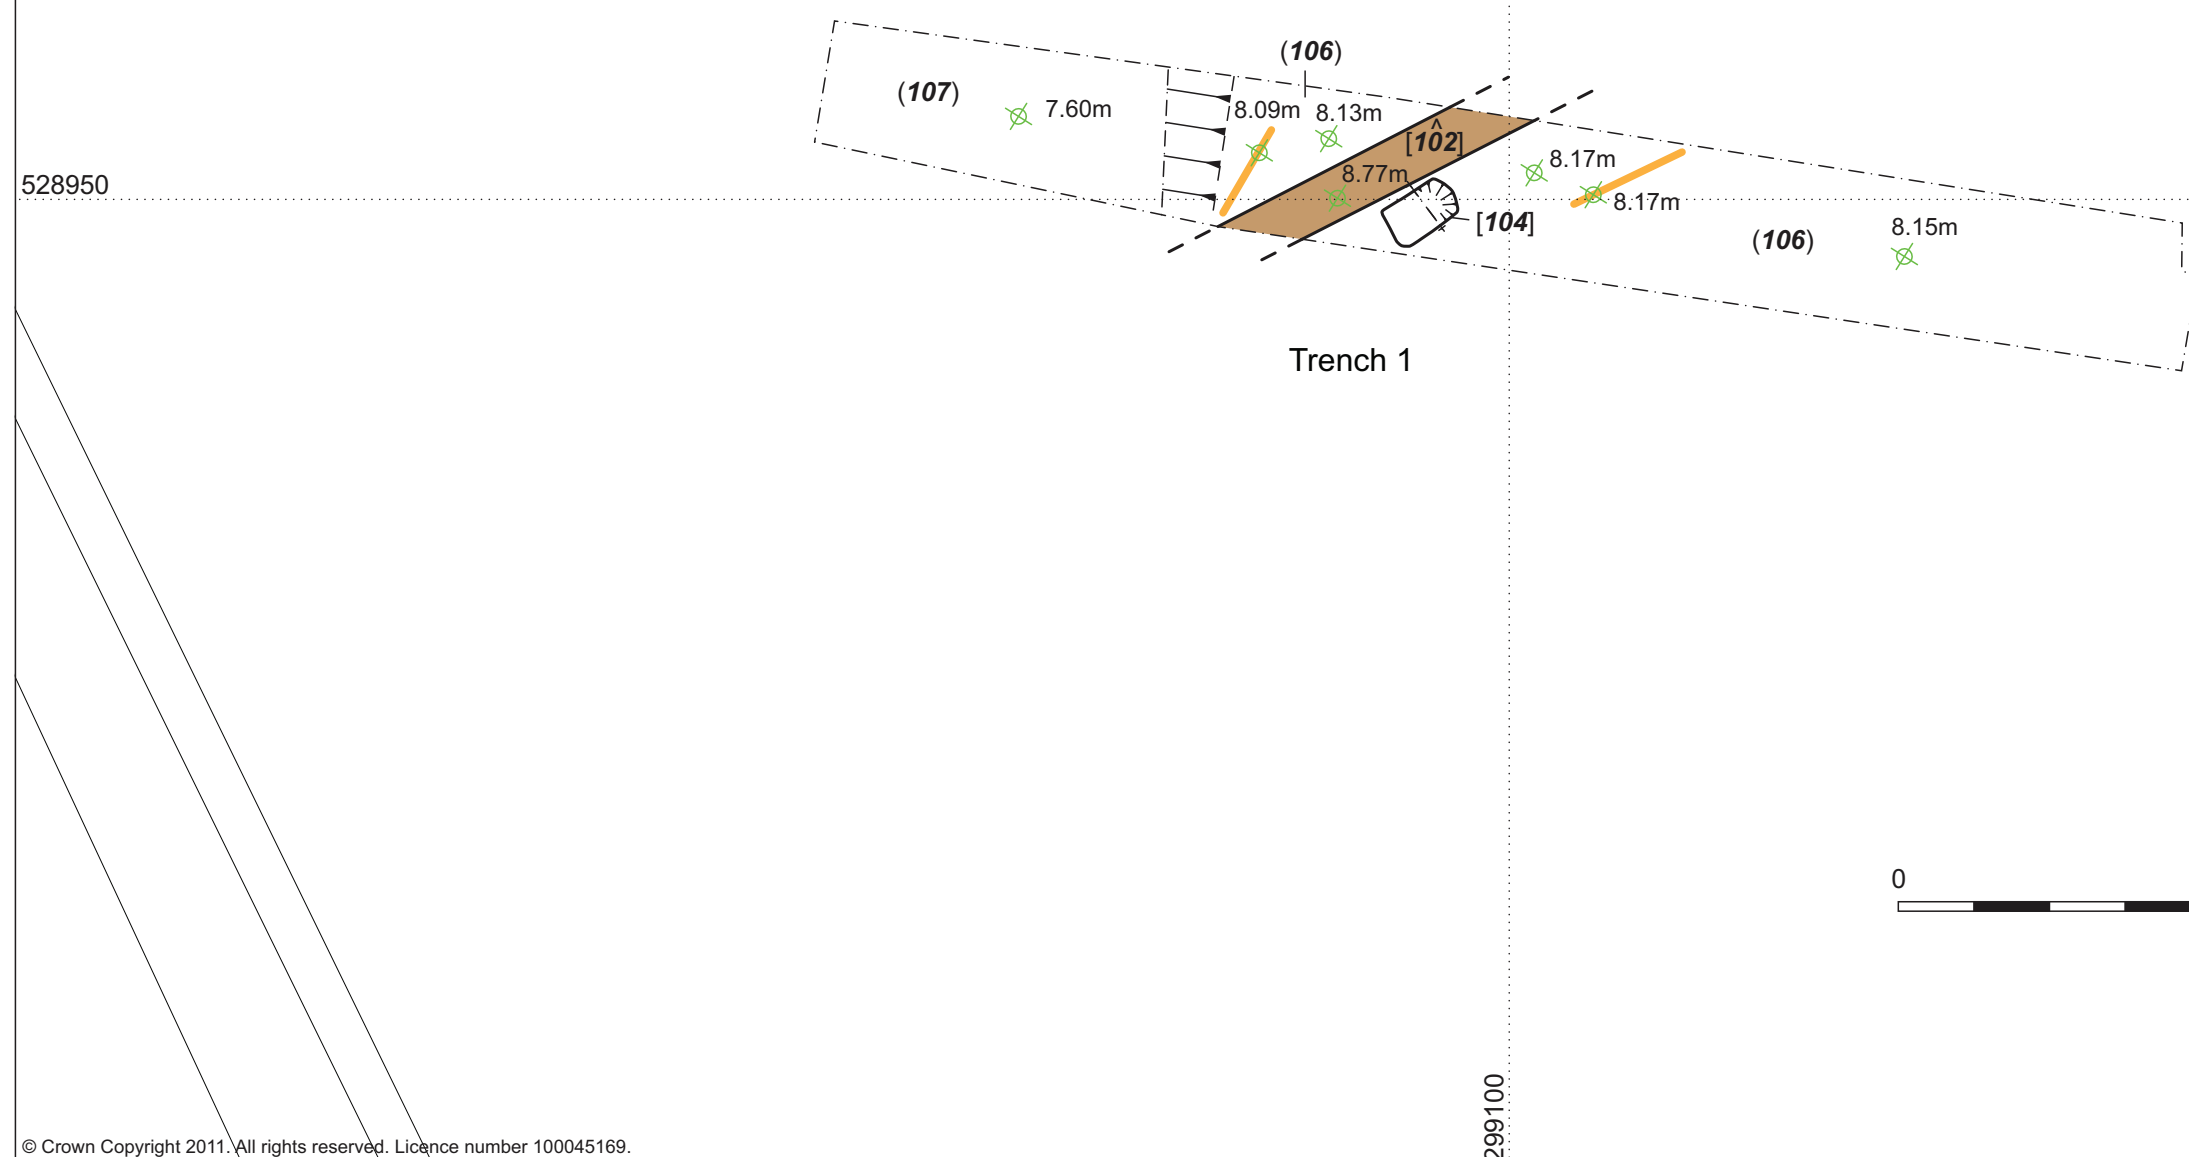 (106)
(107)
7.60m
8.09m
8.13m
[102]
8.77m
8.17m
528950
8.17m
[104]
(106)
8.15m
Trench 1
0
299100
© Crown Copyright 2011. All rights reserved. Licence number 100045169.